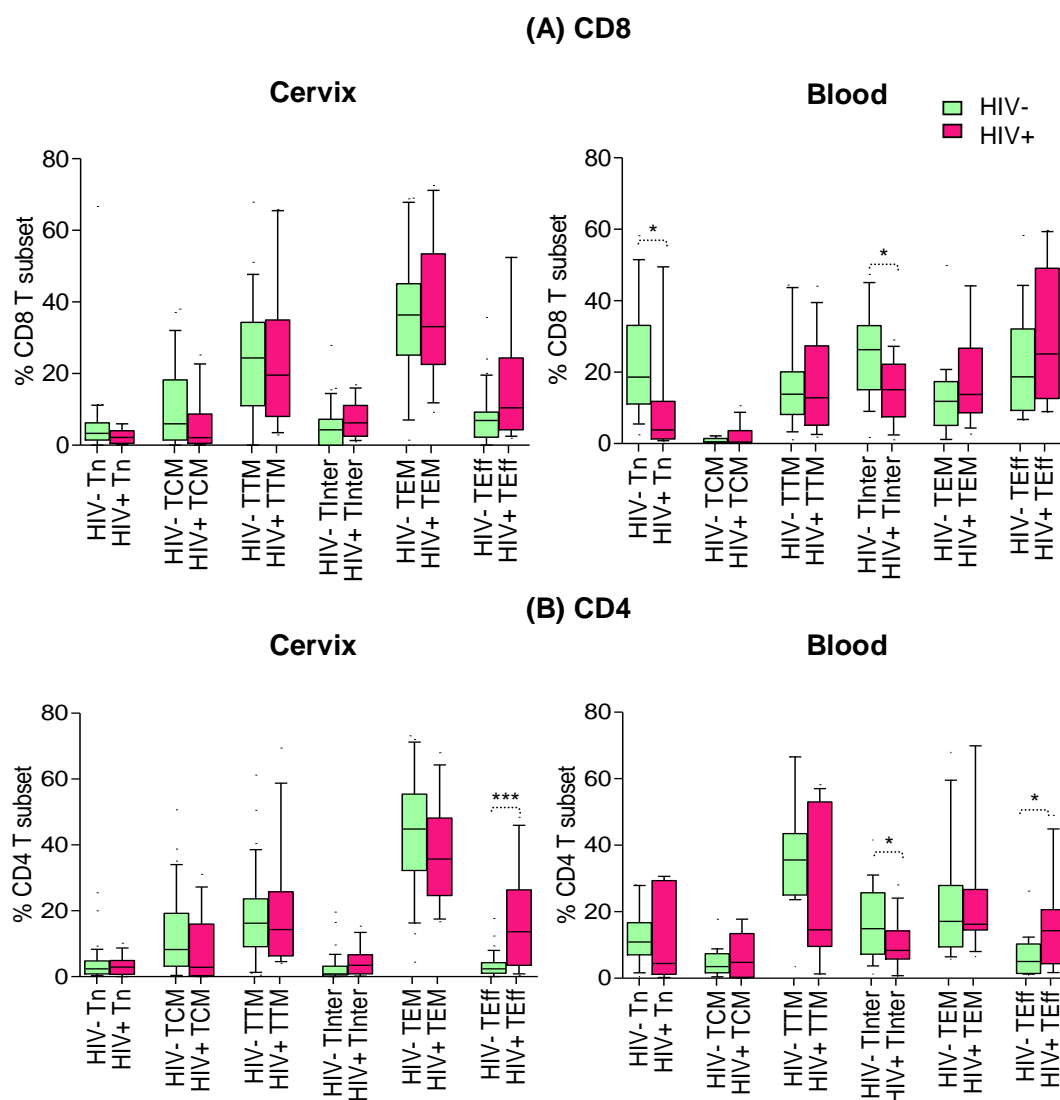 (A) CD8
Cervix
Blood
HIV-
HIV+
% CD8 T subset
80
60
40
20
0
HIV- Tn
HIV+ Tn
HIV- TCM
HIV+ TCM
HIV- TTM
HIV+ TTM
HIV- TInter
HIV+ TInter
HIV- TEM
HIV+ TEM
HIV- TEff
HIV+ TEff
% CD8 T subset
80
60
40
20
0
*
*
HIV- Tn
HIV+ Tn
HIV- TCM
HIV+ TCM
HIV- TTM
HIV+ TTM
HIV- TInter
HIV+ TInter
HIV- TEM
HIV+ TEM
HIV- TEff
HIV+ TEff
(B) CD4
Cervix
Blood
% CD4 T subset
80
60
40
20
0
***
HIV- Tn
HIV+ Tn
HIV- TCM
HIV+ TCM
HIV- TTM
HIV+ TTM
HIV- TInter
HIV+ TInter
HIV- TEM
HIV+ TEM
HIV- TEff
HIV+ TEff
% CD4 T subset
80
60
40
20
0
*
*
HIV- Tn
HIV+ Tn
HIV- TCM
HIV+ TCM
HIV- TTM
HIV+ TTM
HIV- TInter
HIV+ TInter
HIV- TEM
HIV+ TEM
HIV- TEff
HIV+ TEff